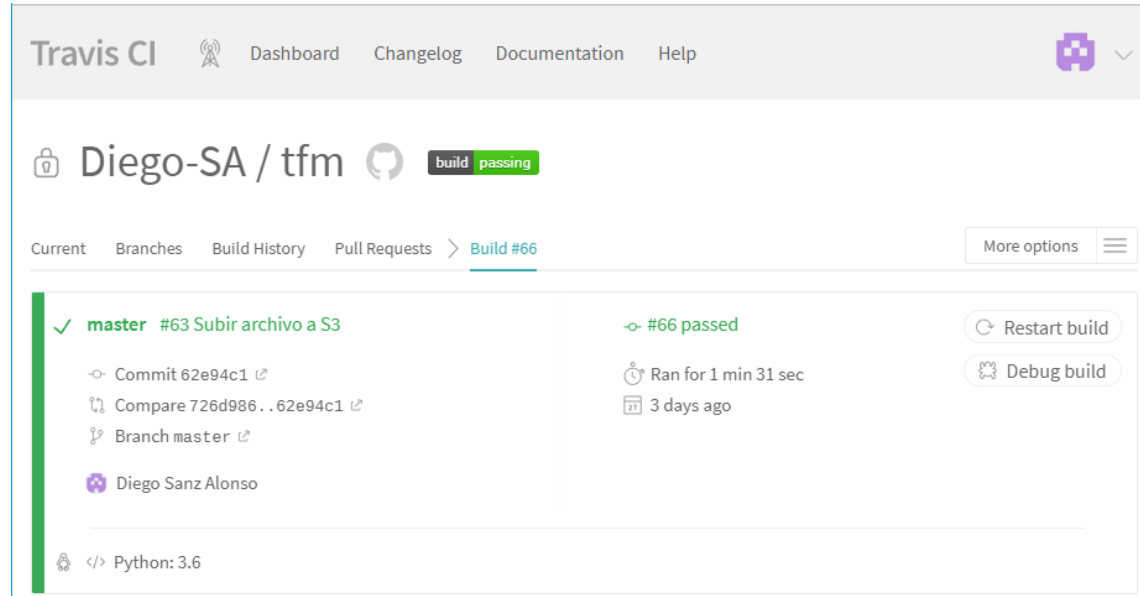 Travis CI Dashboard Changelog Documentation Help
Diego-SA / tfm build passing
Current Branches Build History Pull Requests Build #66 More options
master #63 Subir archivo a S3
Commit 62e94c1
Compare 726d986..62e94c1
Branch master
Diego Sanz Alonso
#66 passed
Ran for 1 min 31 sec
27 3 days ago
Restart build
Debug build
</> Python: 3.6